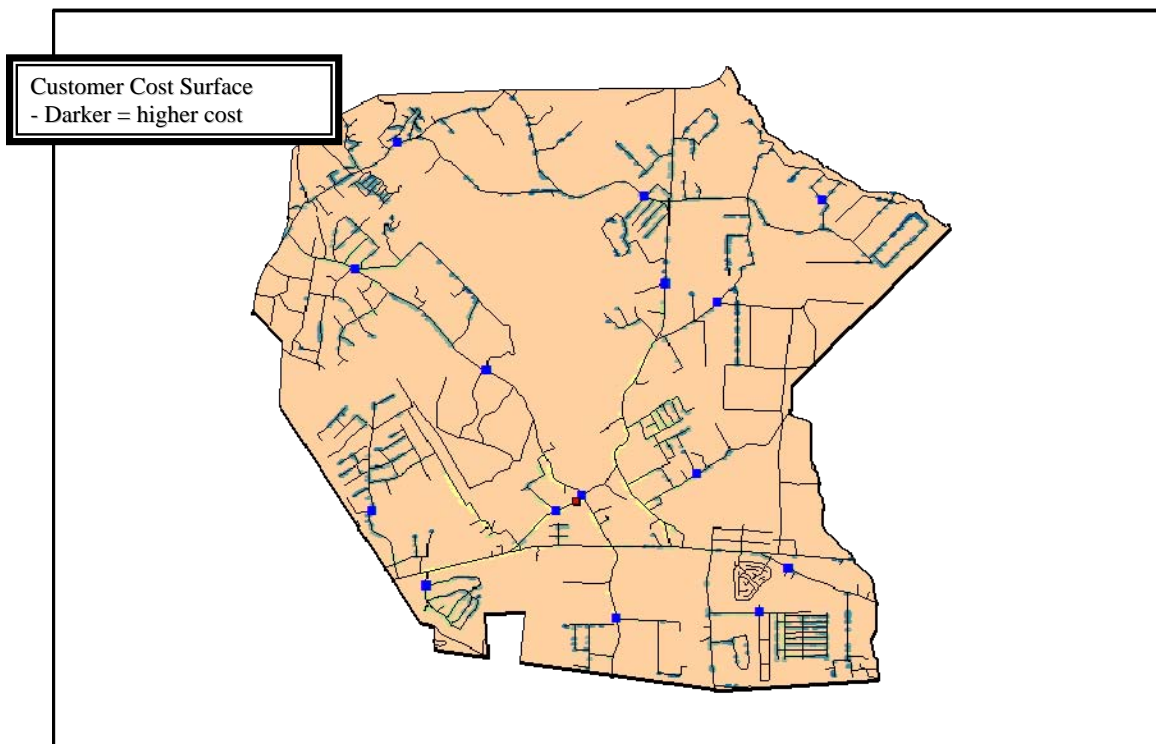 Customer Cost Surface
- Darker = higher cost